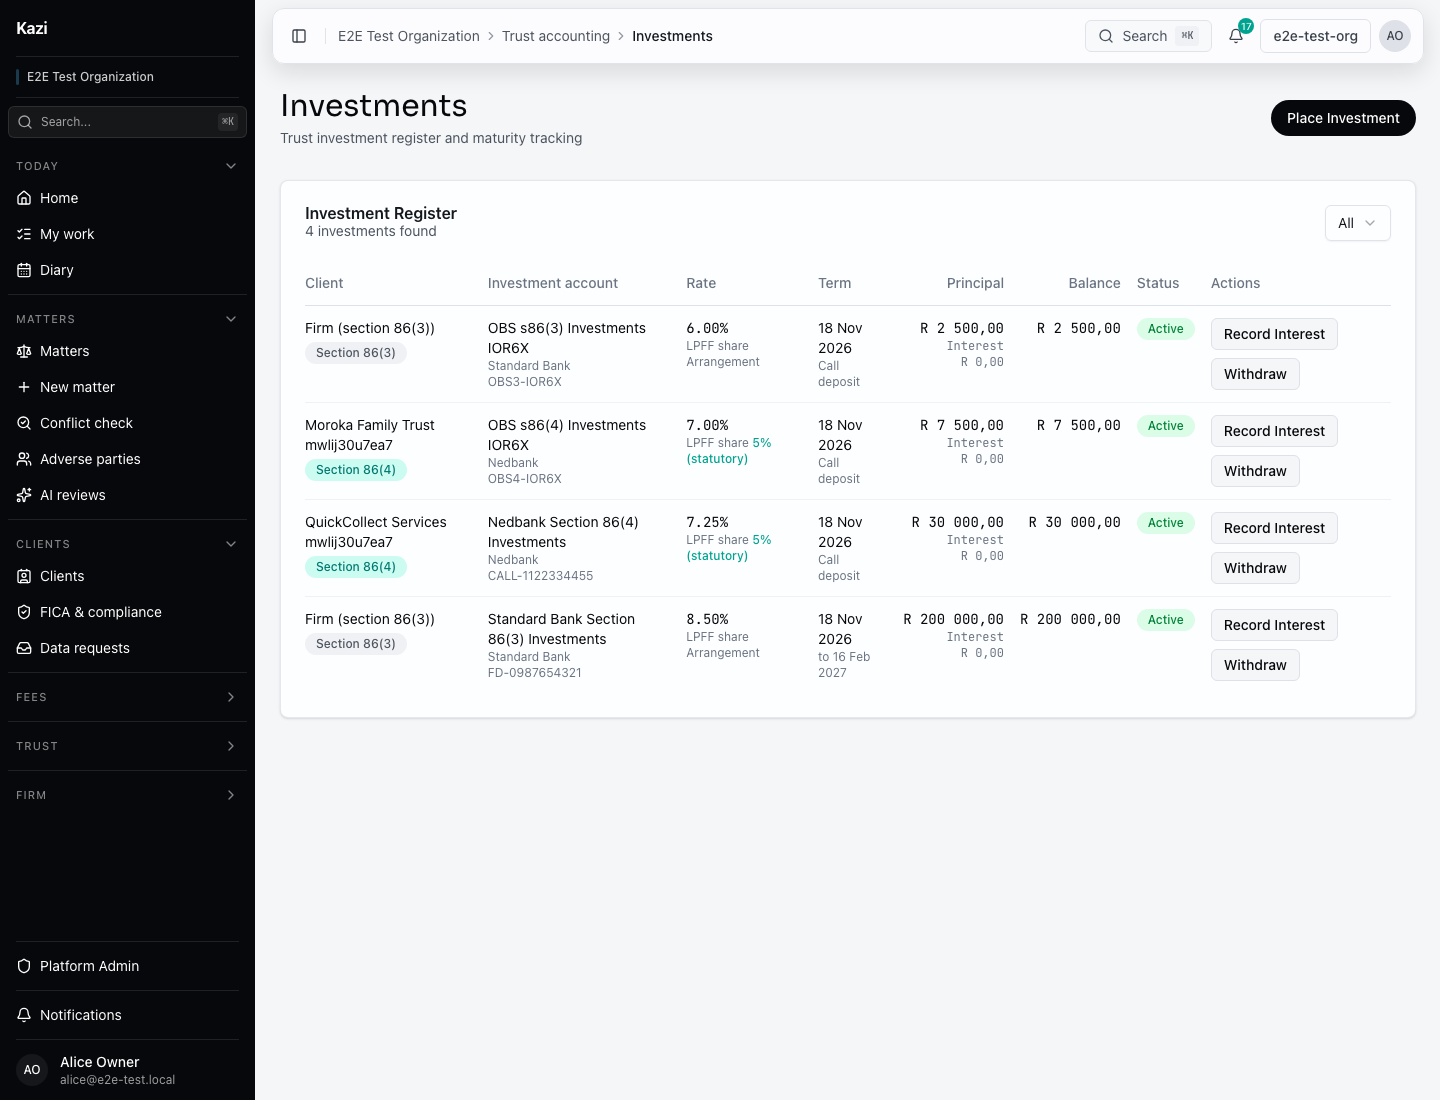 Kazi
E2E Test Organization
Search...
⌘K
TODAY
Home
My work
Diary
MATTERS
Matters
New matter
Conflict check
Adverse parties
AI reviews
CLIENTS
Clients
FICA & compliance
Data requests
FEES
TRUST
FIRM
Platform Admin
Notifications
AO
Alice Owner
alice@e2e-test.local
E2E Test Organization > Trust accounting > Investments
Search ⌘K
17
e2e-test-org
AO
Investments
Trust investment register and maturity tracking
Place Investment
Investment Register
4 investments found
All
Client Investment account Rate Term Principal Balance Status Actions
Firm (section 86(3))
Section 86(3)
OBS s86(3) Investments
IOR6X
Standard Bank
OBS3-IOR6X
6.00%
LPFF share
Arrangement
18 Nov
2026
Call
deposit
R 2 500,00
Interest
R 0,00
R 2 500,00
Active
Record Interest
Withdraw
Moroka Family Trust
mwlij30u7ea7
Section 86(4)
OBS s86(4) Investments
IOR6X
Nedbank
OBS4-IOR6X
7.00%
LPFF share 5%
(statutory)
18 Nov
2026
Call
deposit
R 7 500,00
Interest
R 0,00
R 7 500,00
Active
Record Interest
Withdraw
QuickCollect Services
mwlij30u7ea7
Section 86(4)
Nedbank Section 86(4)
Investments
Nedbank
CALL-1122334455
7.25%
LPFF share 5%
(statutory)
18 Nov
2026
Call
deposit
R 30 000,00
Interest
R 0,00
R 30 000,00
Active
Record Interest
Withdraw
Firm (section 86(3))
Section 86(3)
Standard Bank Section
86(3) Investments
Standard Bank
FD-0987654321
8.50%
LPFF share
Arrangement
18 Nov
2026
to 16 Feb
2027
R 200 000,00
Interest
R 0,00
R 200 000,00
Active
Record Interest
Withdraw